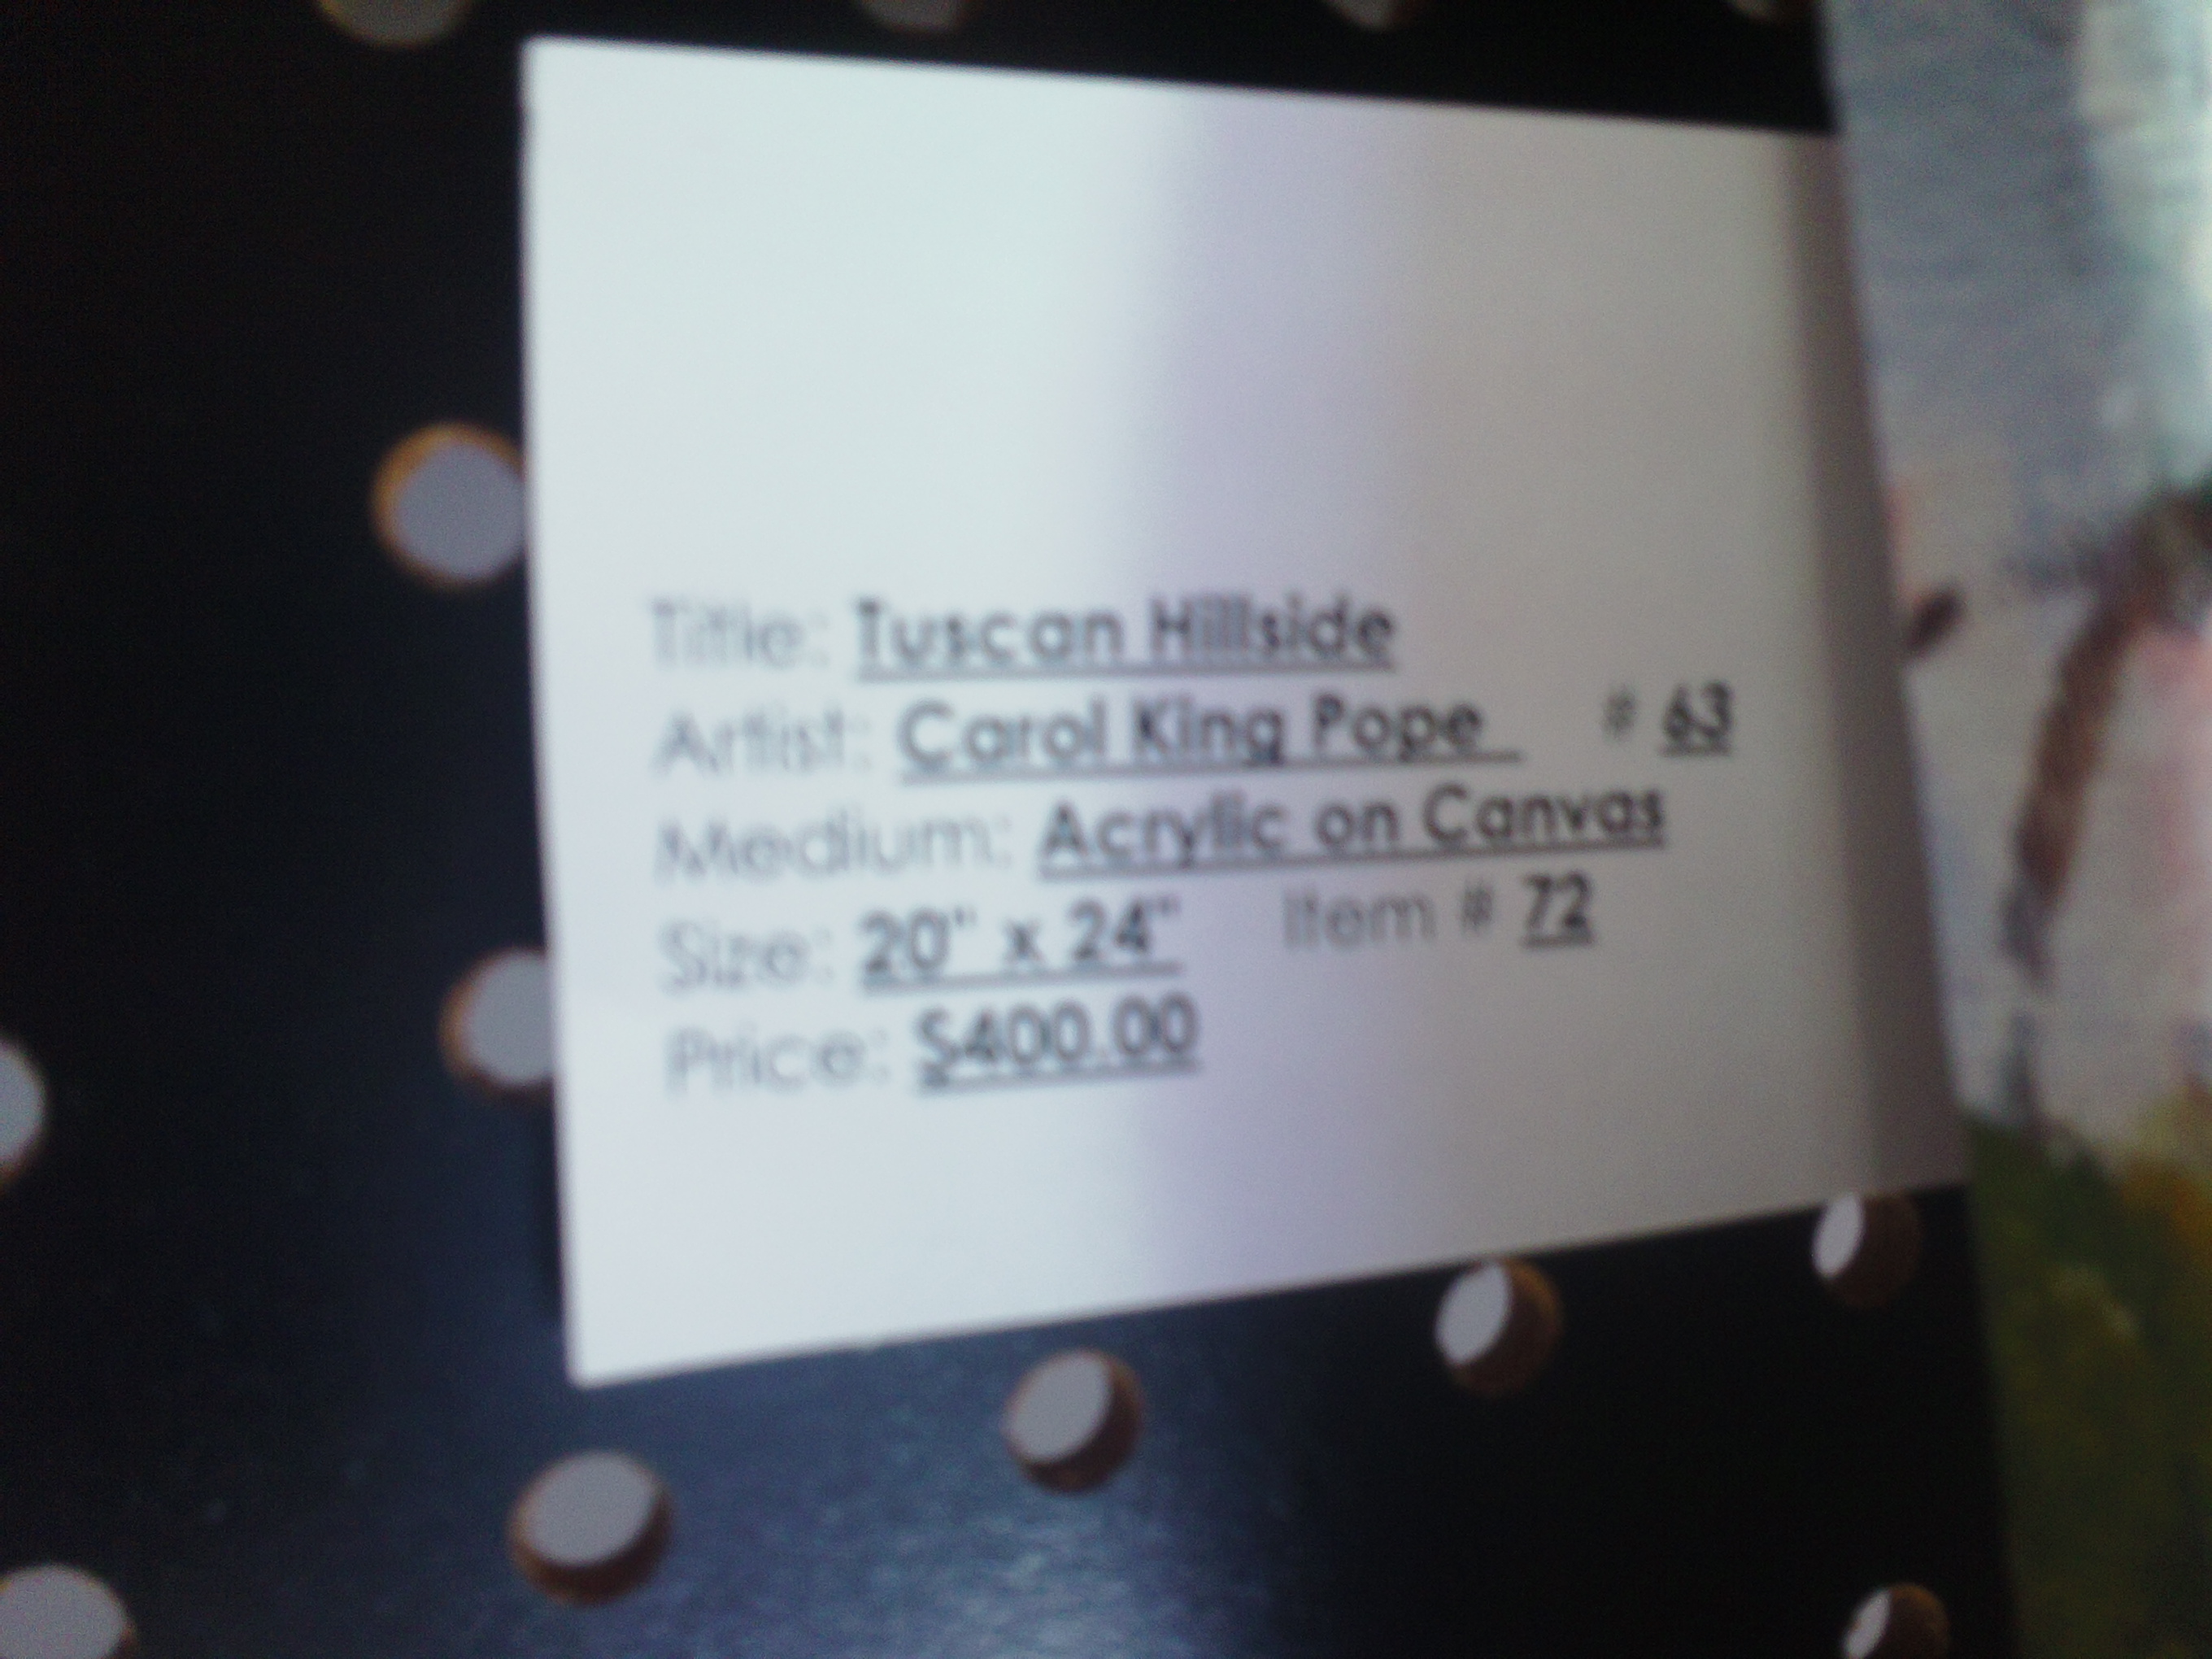 Title: Tuscan Hillside
Artist: Carol King Pope # 63
Medium: Acrylic on Canvas
Size: 20" x 24" Item # 72
Price: $400.00